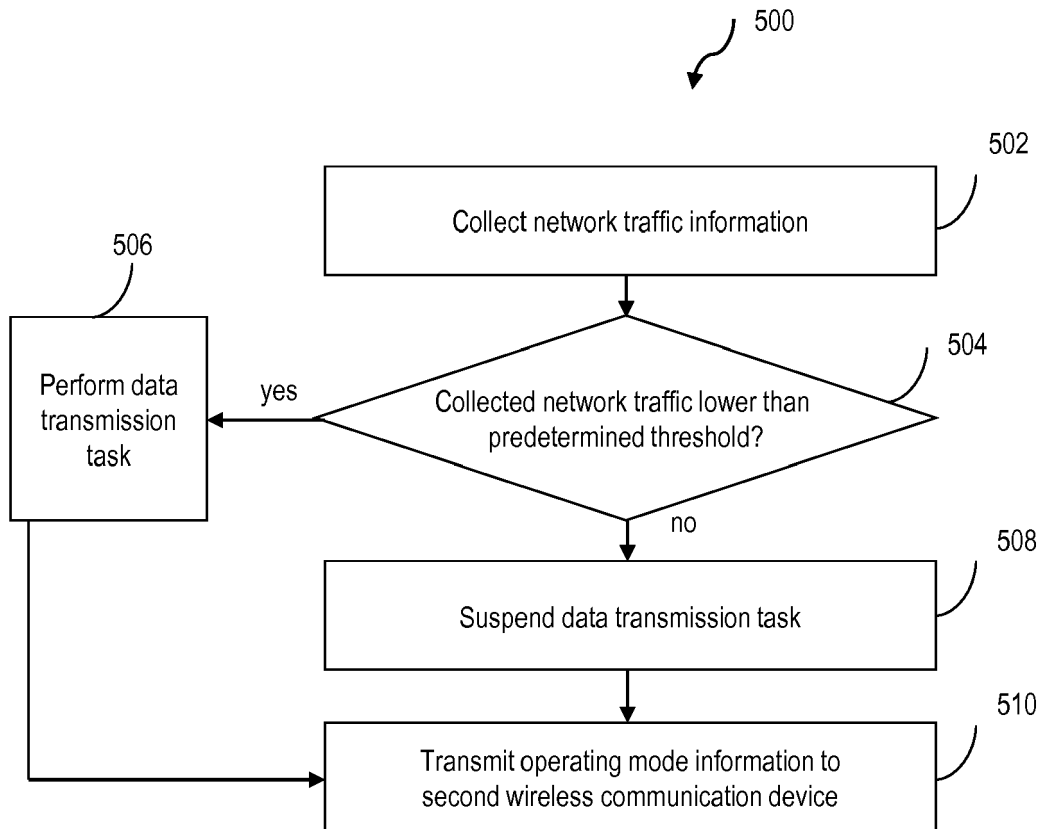 500
502
Collect network traffic information
506
504
Perform data
transmission
task
yes
Collected network traffic lower than
predetermined threshold?
no
508
Suspend data transmission task
510
Transmit operating mode information to
second wireless communication device